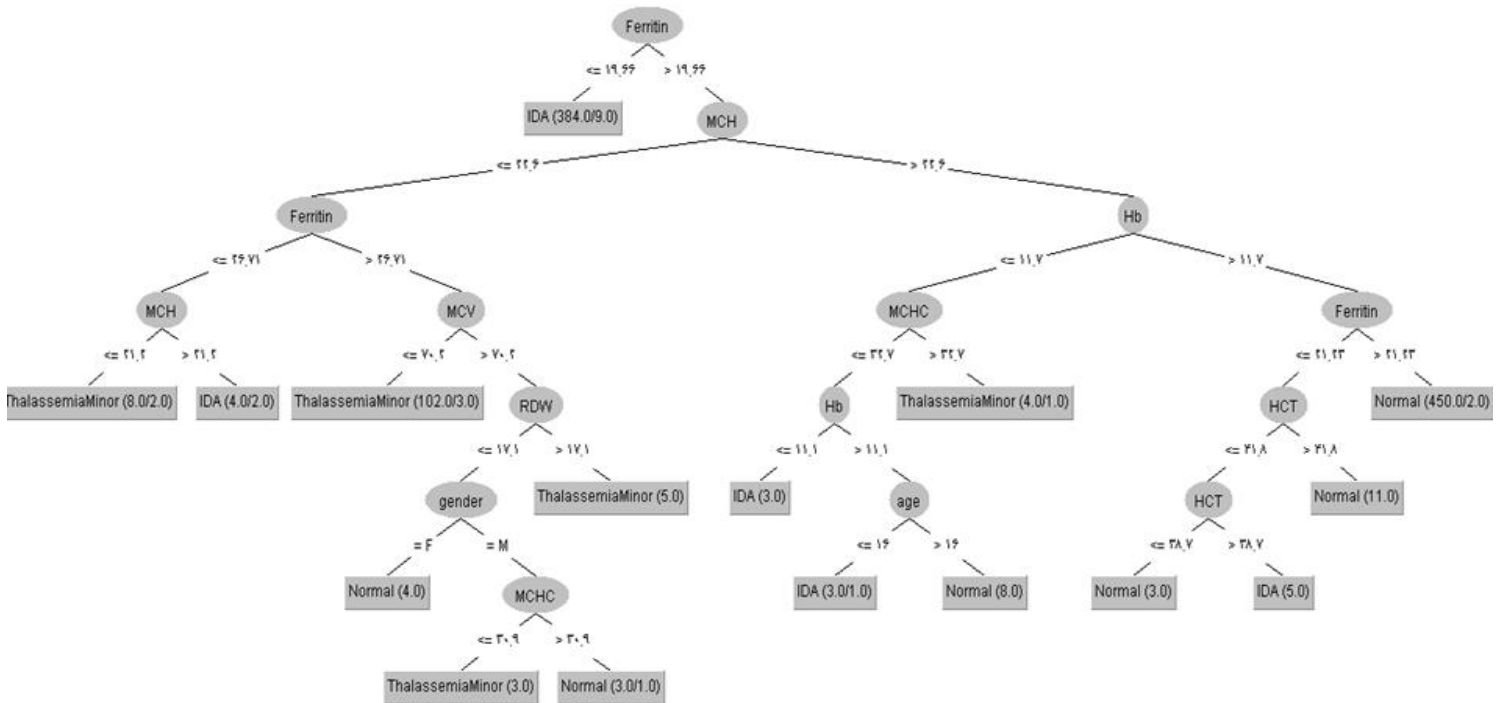 Ferritin
<= ۱۹,۶۶ > ۱۹,۶۶
IDA (384.0/9.0) MCH
<= ۲۲,۶ > ۲۲,۶
Ferritin Hb
<= ۲۶,۷۱ > ۲۶,۷۱ <= ۱۱,۷ > ۱۱,۷
MCH MCV MCHC Ferritin
<= ۲۱,۲ > ۲۱,۲ <= ۷۰,۲ > ۷۰,۲ <= ۳۲,۷ > ۳۲,۷ <= ۲۱,۲۳ > ۲۱,۲۳
ThalassemiaMinor (8.0/2.0) IDA (4.0/2.0) ThalassemiaMinor (102.0/3.0) RDW Hb ThalassemiaMinor (4.0/1.0) HCT Normal (450.0/2.0)
<= ۱۷,۱ > ۱۷,۱ <= ۱۱,۱ > ۱۱,۱ <= ۴۱,۸ > ۴۱,۸
gender ThalassemiaMinor (5.0) IDA (3.0) age HCT Normal (11.0)
= F = M <= ۱۶ > ۱۶ <= ۳۸,۷ > ۳۸,۷
Normal (4.0) MCHC IDA (3.0/1.0) Normal (8.0) Normal (3.0) IDA (5.0)
<= ۳۰,۹ > ۳۰,۹
ThalassemiaMinor (3.0) Normal (3.0/1.0)